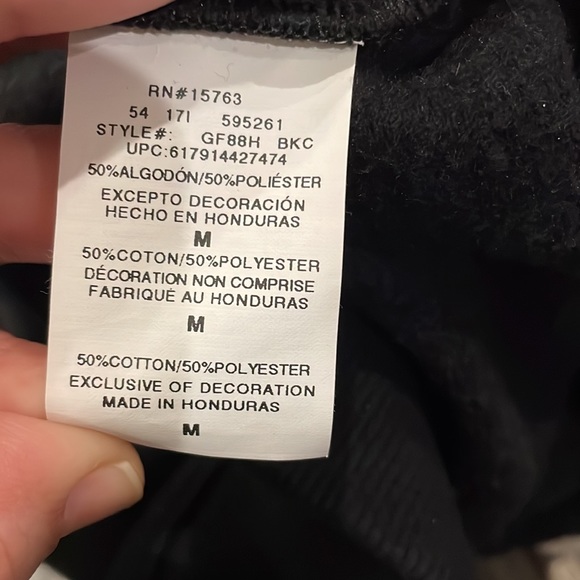 RN#15763
54 17I 595261
STYLE#: GF88H BKC
UPC:617914427474
50%ALGODÓN/50%POLIÉSTER
EXCEPTO DECORACIÓN
HECHO EN HONDURAS
M
50%COTON/50%POLYESTER
DÉCORATION NON COMPRISE
FABRIQUÉ AU HONDURAS
M
50%COTTON/50%POLYESTER
EXCLUSIVE OF DECORATION
MADE IN HONDURAS
M